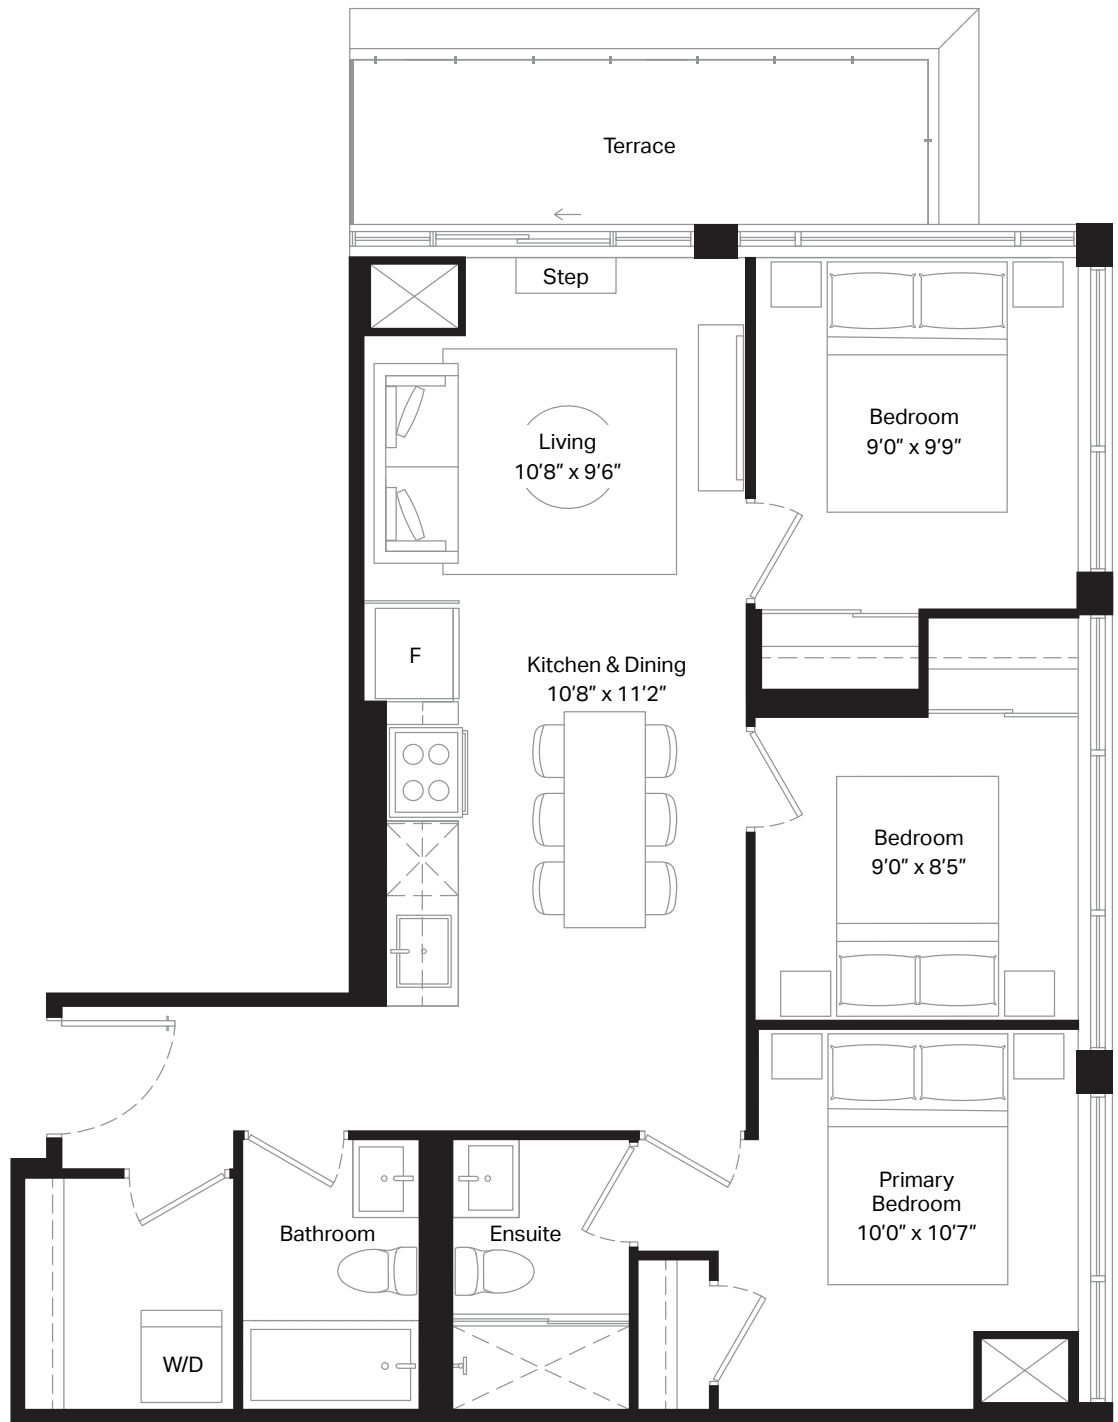 Terrace
Step
Living
10'8" x 9'6"
Bedroom
9'0" x 9'9"
F
Kitchen & Dining
10'8" x 11'2"
Bedroom
9'0" x 8'5"
Primary
Bedroom
10'0" x 10'7"
Bathroom
Ensuite
W/D